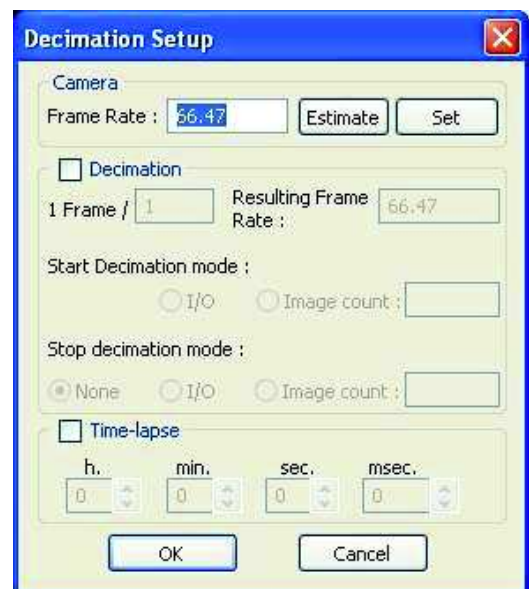 Decimation Setup
Camera
Frame Rate : 66.47 Estimate Set
Decimation
1 Frame / 1 Resulting Frame Rate : 66.47
Start Decimation mode :
I/O Image count :
Stop decimation mode :
None I/O Image count :
Time-lapse
h. min. sec. msec.
0 0 0 0
OK Cancel